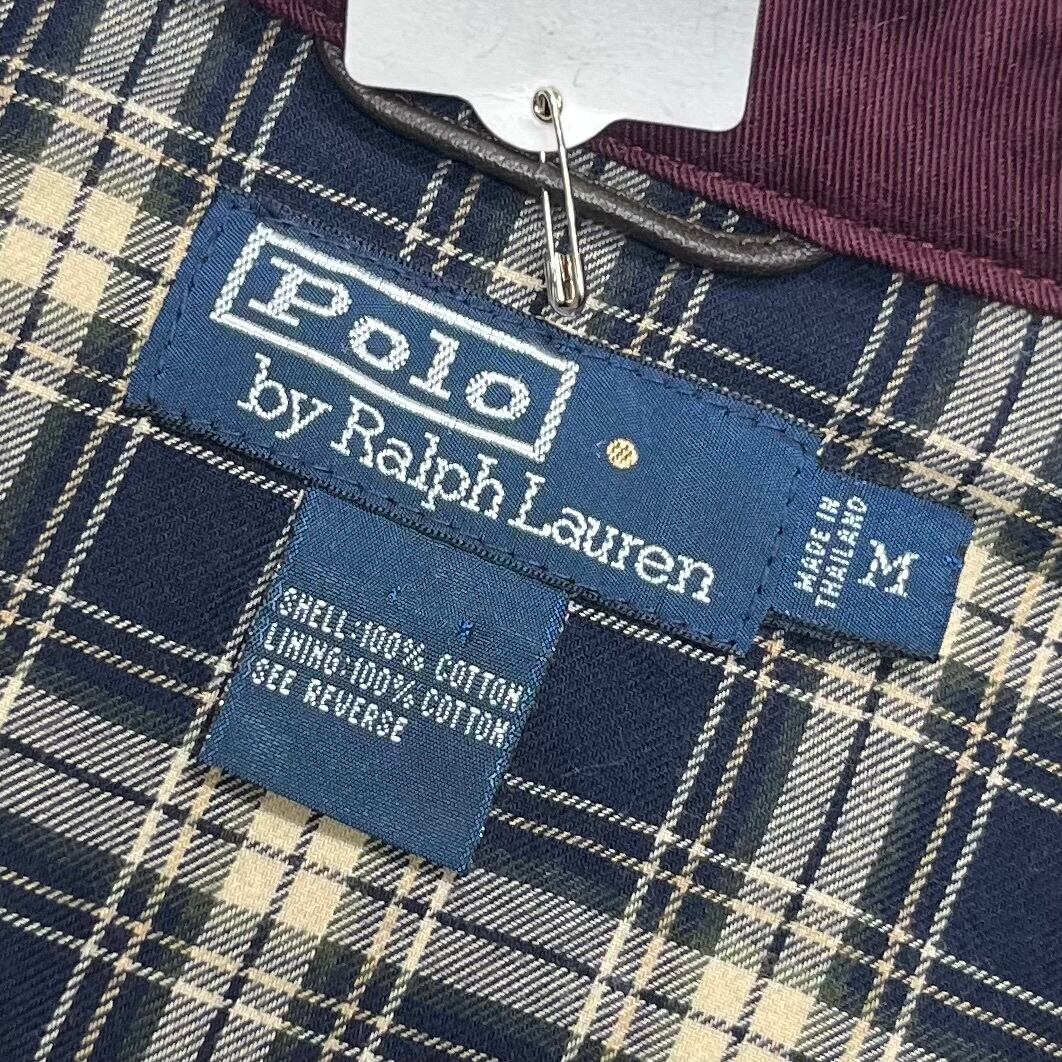 Polo
by Ralph Lauren
MADE IN
THAILAND
M
SHELL:100% COTTON
LINING:100% COTTON
SEE REVERSE